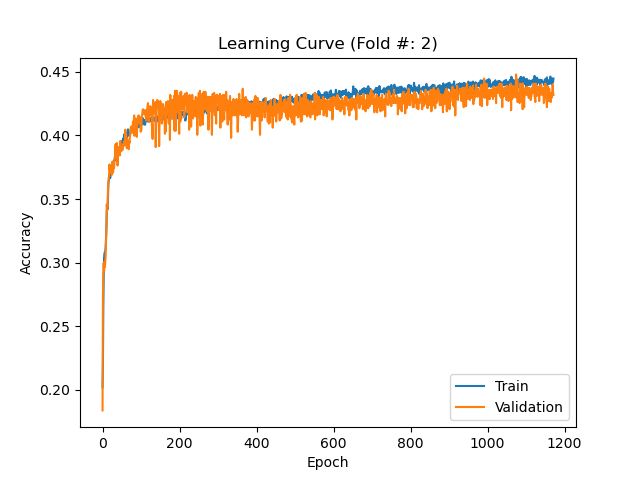 Learning Curve (Fold #: 2)
0.45
0.40
0.35
0.30
0.25
0.20
Accuracy
0 200 400 600 800 1000 1200
Epoch
Train
Validation